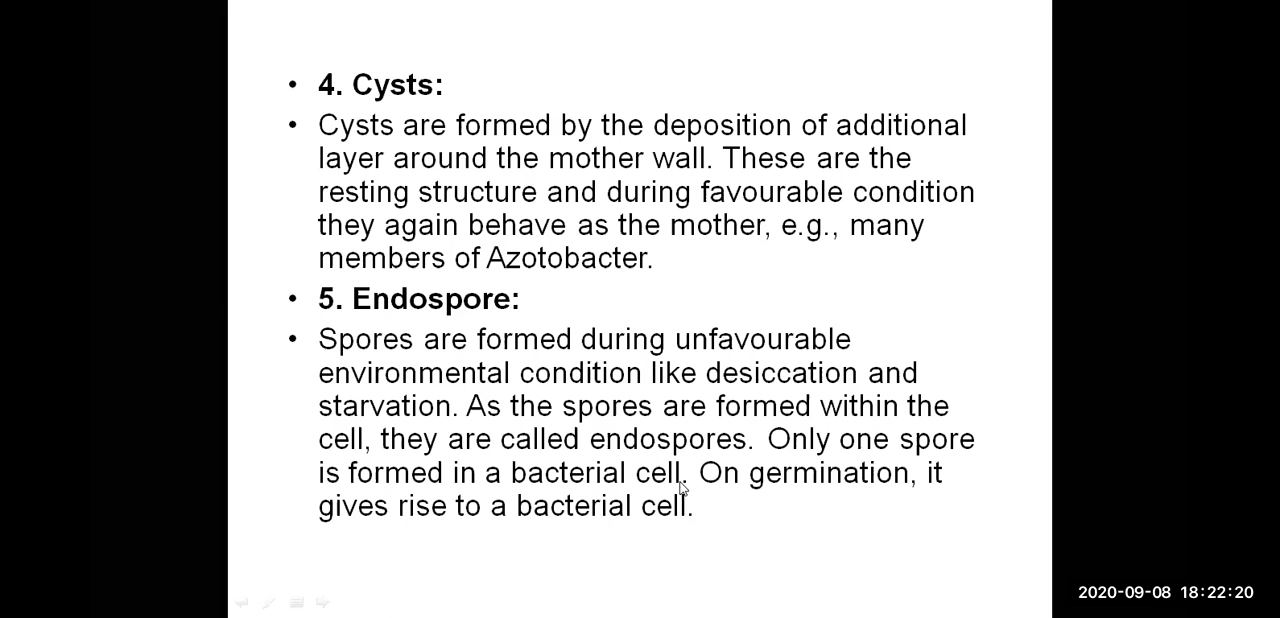 • 4. Cysts:
• Cysts are formed by the deposition of additional
layer around the mother wall. These are the
resting structure and during favourable condition
they again behave as the mother, e.g., many
members of Azotobacter.
• 5. Endospore:
• Spores are formed during unfavourable
environmental condition like desiccation and
starvation. As the spores are formed within the
cell, they are called endospores. Only one spore
is formed in a bacterial cell. On germination, it
gives rise to a bacterial cell.
2020-09-08 18:22:20